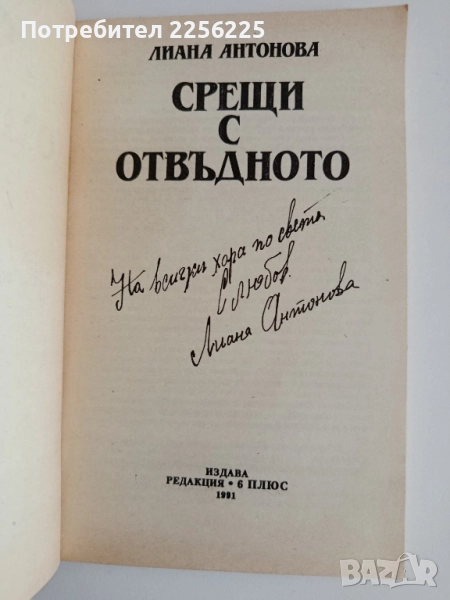 Потребител 2256225
ЛИАНА АНТОНОВА
СРЕЩИ
С
ОТВЪДНОТО
На всички хора по света
с любов.
Лиана Антонова
ИЗДАВА
РЕДАКЦИЯ • 6 ПЛЮС
1991
BAZAR